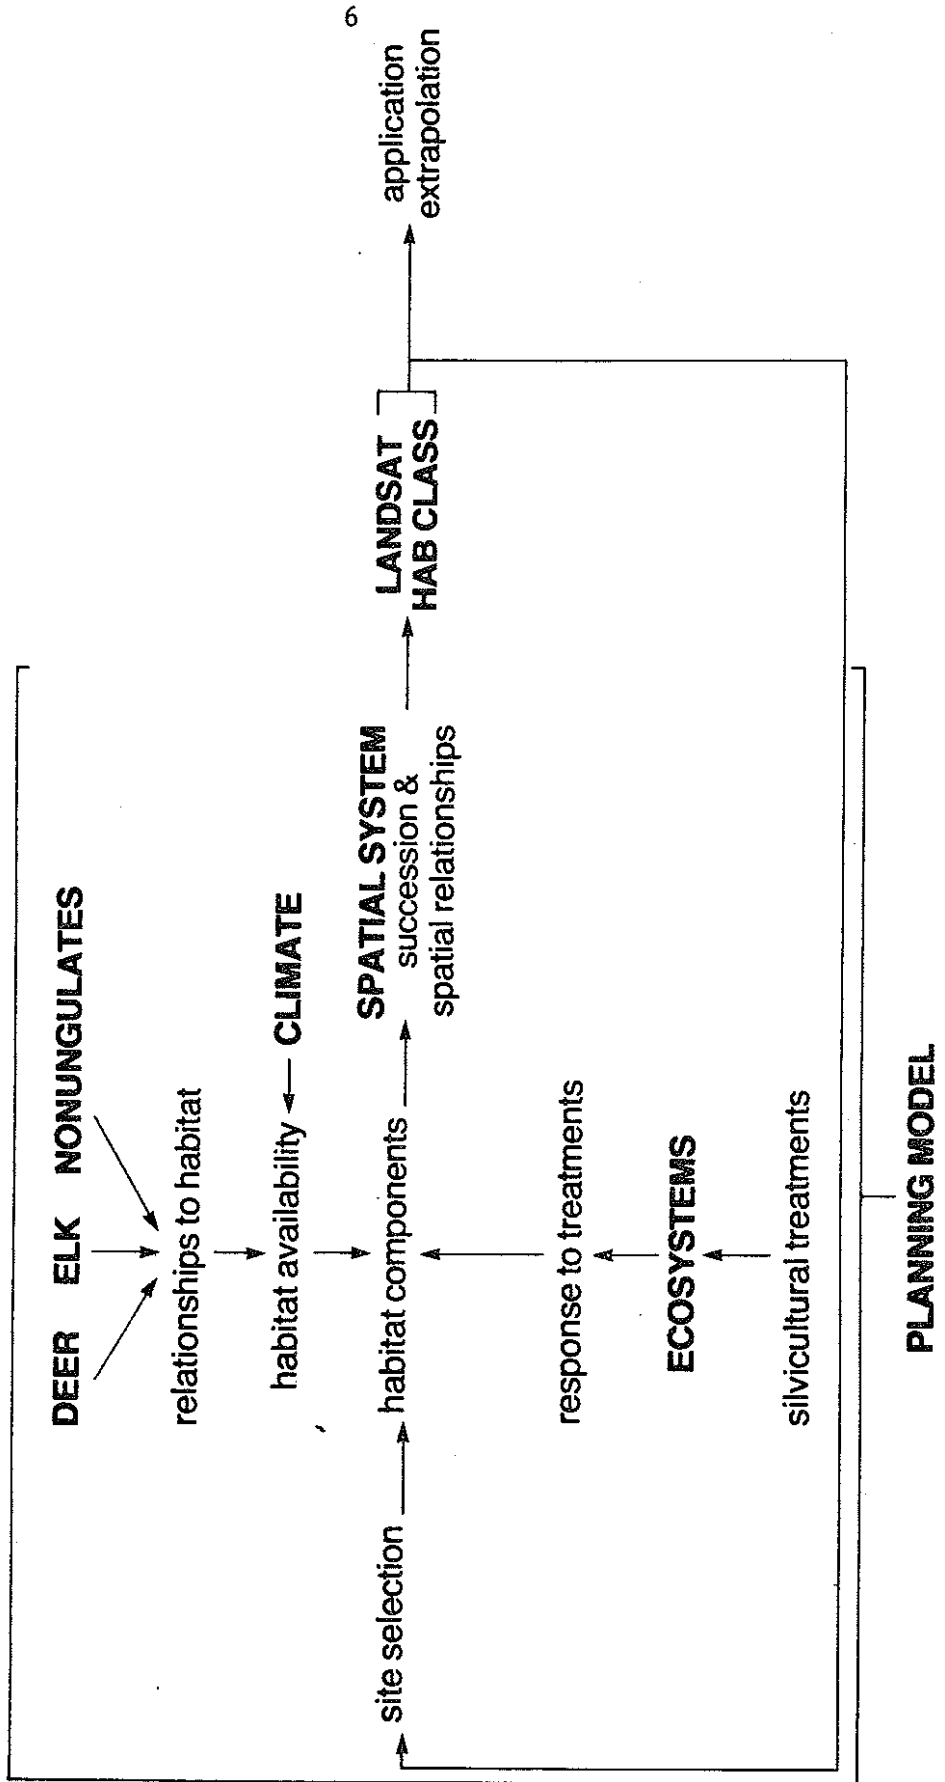 6
DEER ELK NONUNGULATES
relationships to habitat
habitat availability
CLIMATE
site selection
habitat components
SPATIAL SYSTEM
succession &
spatial relationships
LANDSAT
HAB CLASS
application
extrapolation
response to treatments
ECOSYSTEMS
silvicultural treatments
PLANNING MODEL